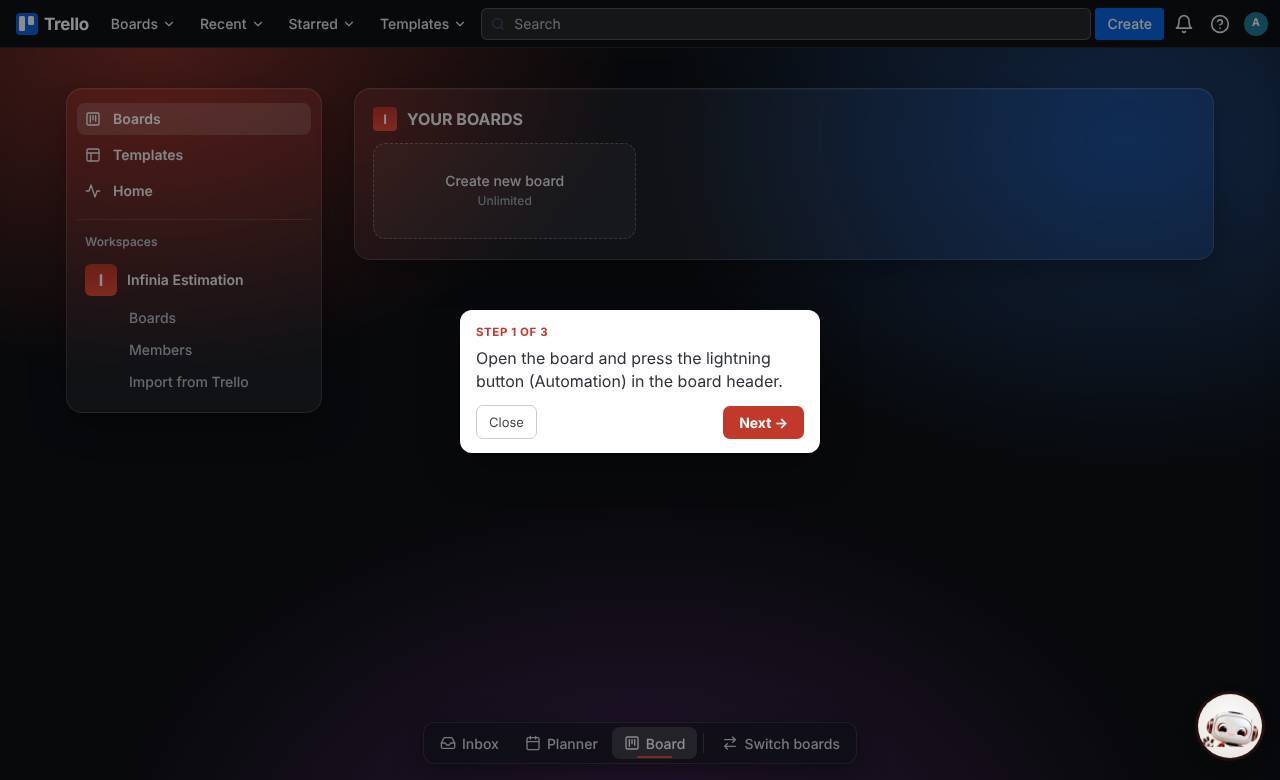 Trello
Boards
Recent
Starred
Templates
Search
Create
A
Boards
Templates
Home
Workspaces
I
Infinia Estimation
Boards
Members
Import from Trello
I
YOUR BOARDS
Create new board
Unlimited
STEP 1 OF 3
Open the board and press the lightning
button (Automation) in the board header.
Close
Next →
Inbox
Planner
Board
Switch boards